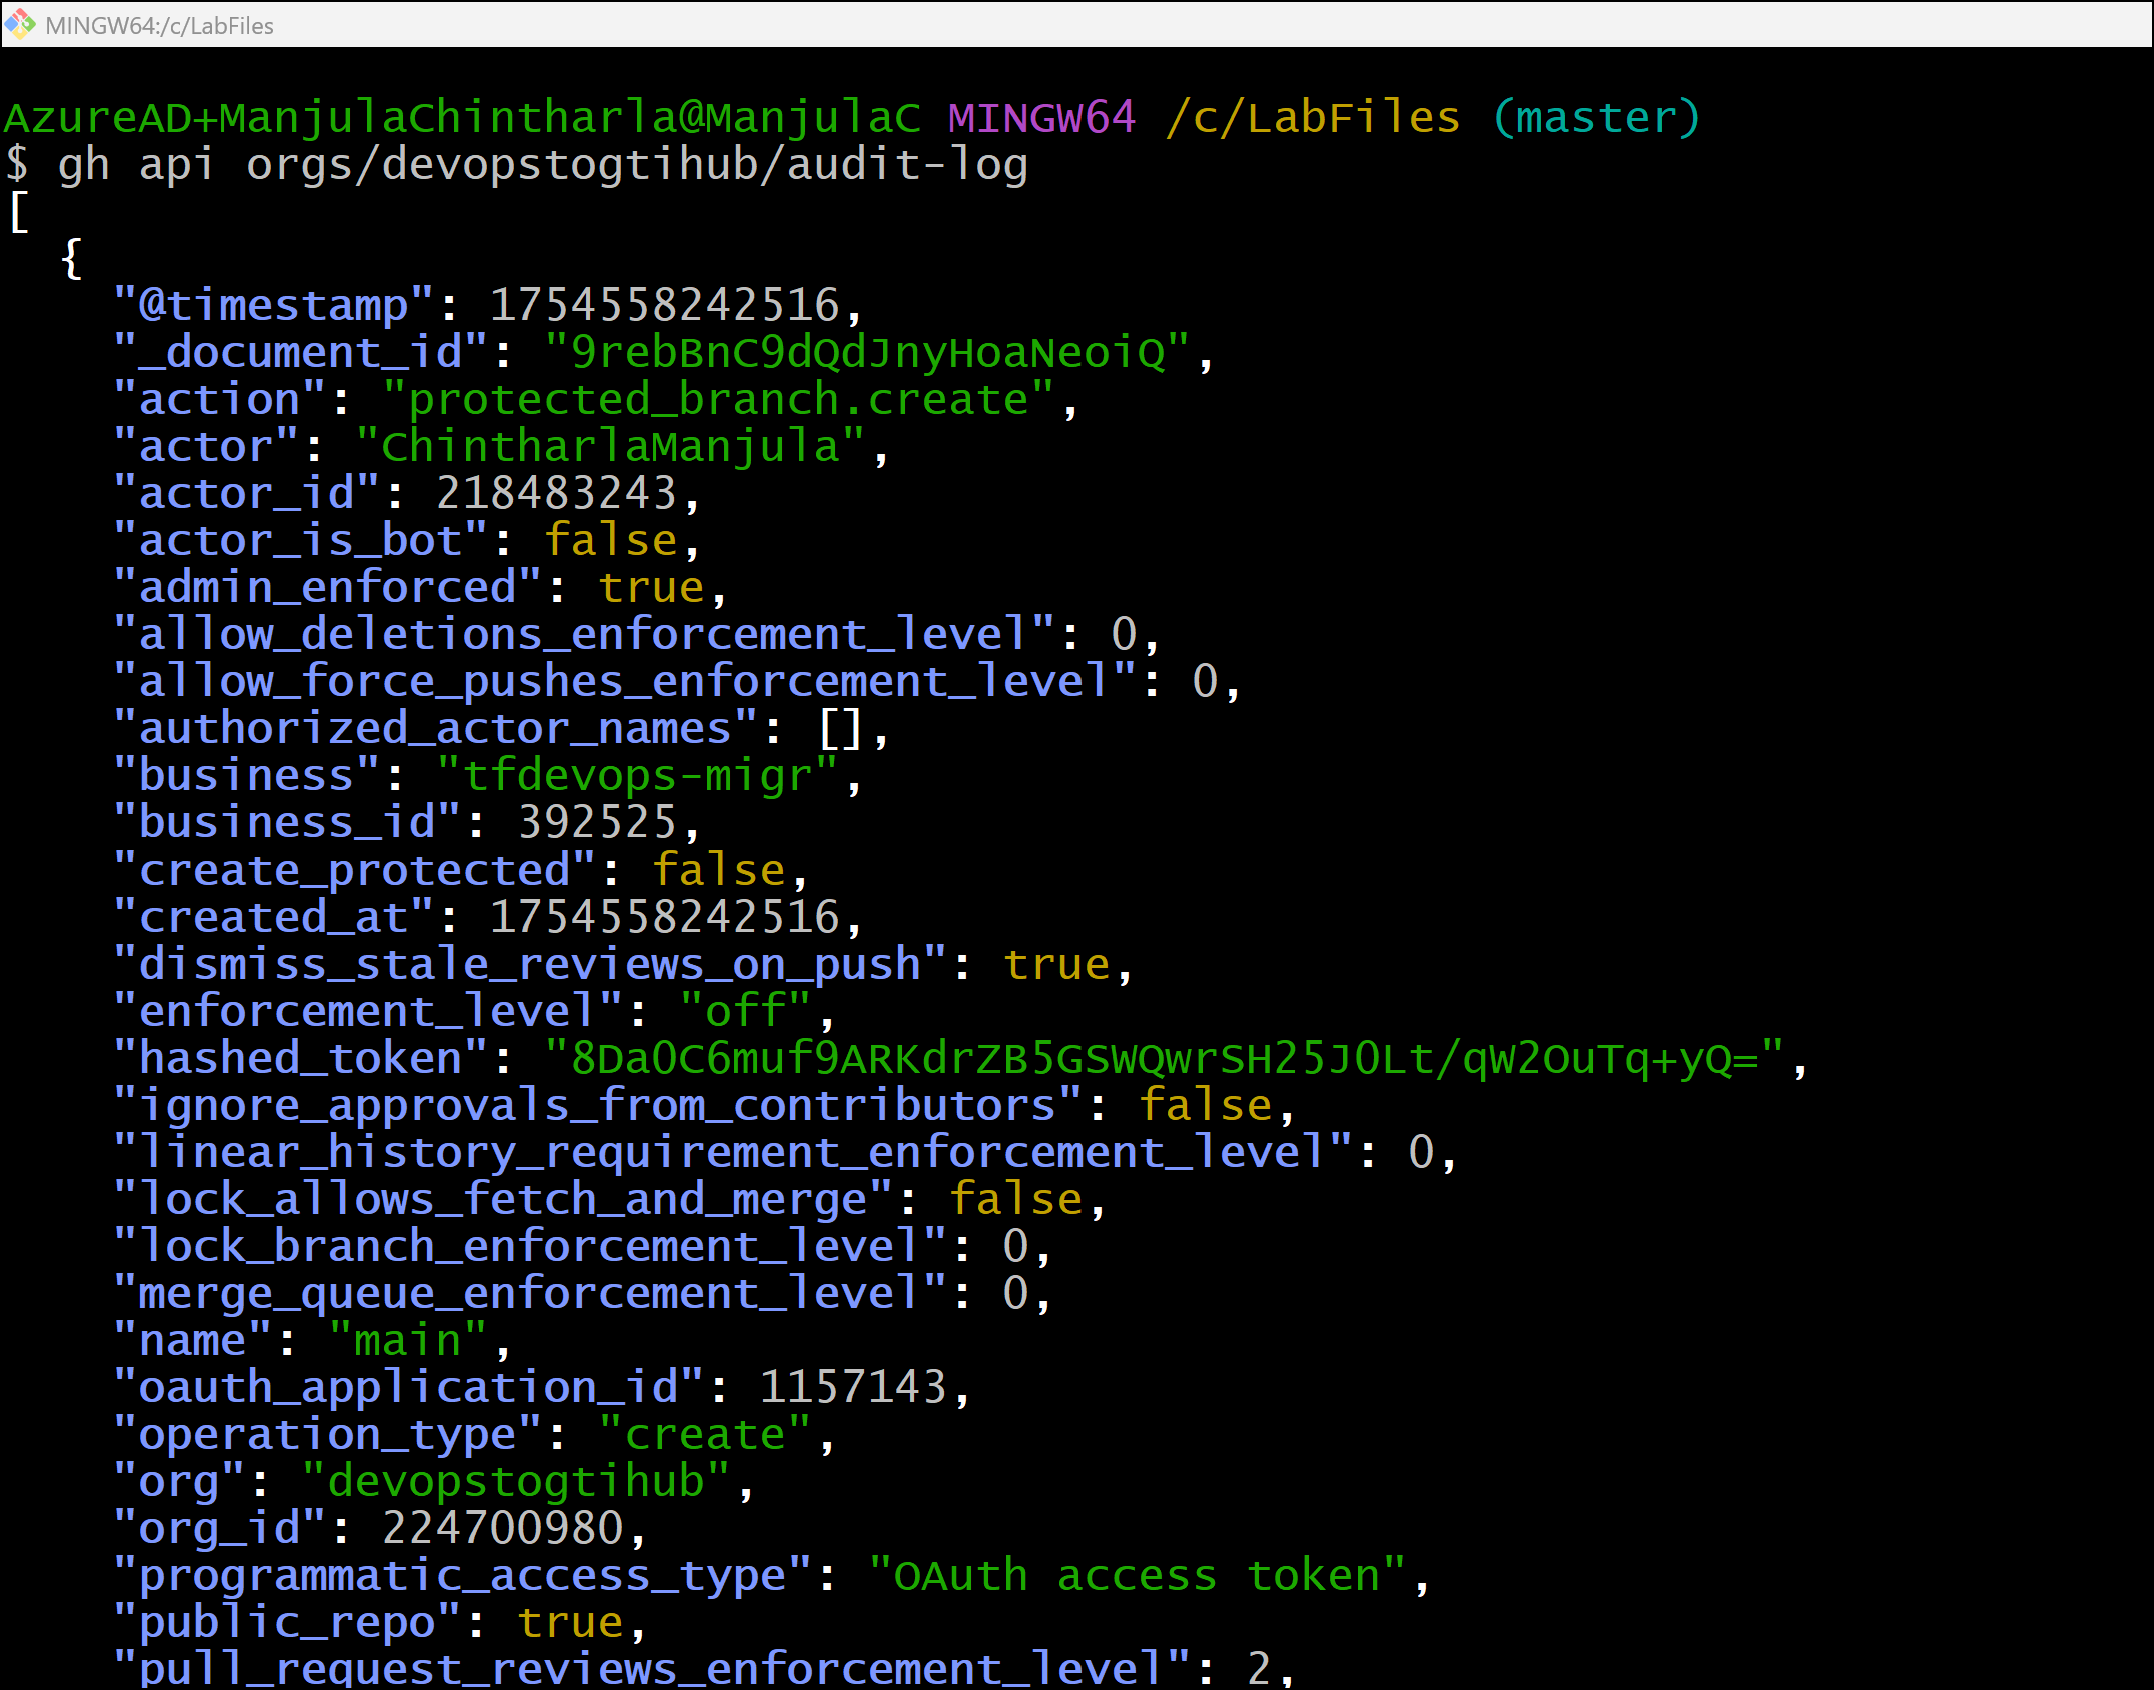 MINGW64:/c/LabFiles
AzureAD+ManjulaChintharla@ManjulaC MINGW64 /c/LabFiles (master)
$ gh api orgs/devopstogtihub/audit-log
[
  {
    "@timestamp": 1754558242516,
    "_document_id": "9rebBnC9dQdJnyHoaNeoiQ",
    "action": "protected_branch.create",
    "actor": "ChintharlaManjula",
    "actor_id": 218483243,
    "actor_is_bot": false,
    "admin_enforced": true,
    "allow_deletions_enforcement_level": 0,
    "allow_force_pushes_enforcement_level": 0,
    "authorized_actor_names": [],
    "business": "tfdevops-migr",
    "business_id": 392525,
    "create_protected": false,
    "created_at": 1754558242516,
    "dismiss_stale_reviews_on_push": true,
    "enforcement_level": "off",
    "hashed_token": "8DaOC6muf9ARKdrZB5GSWQwrSH25JOLt/qW2OuTq+yQ=",
    "ignore_approvals_from_contributors": false,
    "linear_history_requirement_enforcement_level": 0,
    "lock_allows_fetch_and_merge": false,
    "lock_branch_enforcement_level": 0,
    "merge_queue_enforcement_level": 0,
    "name": "main",
    "oauth_application_id": 1157143,
    "operation_type": "create",
    "org": "devopstogtihub",
    "org_id": 224700980,
    "programmatic_access_type": "OAuth access token",
    "public_repo": true,
    "pull_request_reviews_enforcement_level": 2,